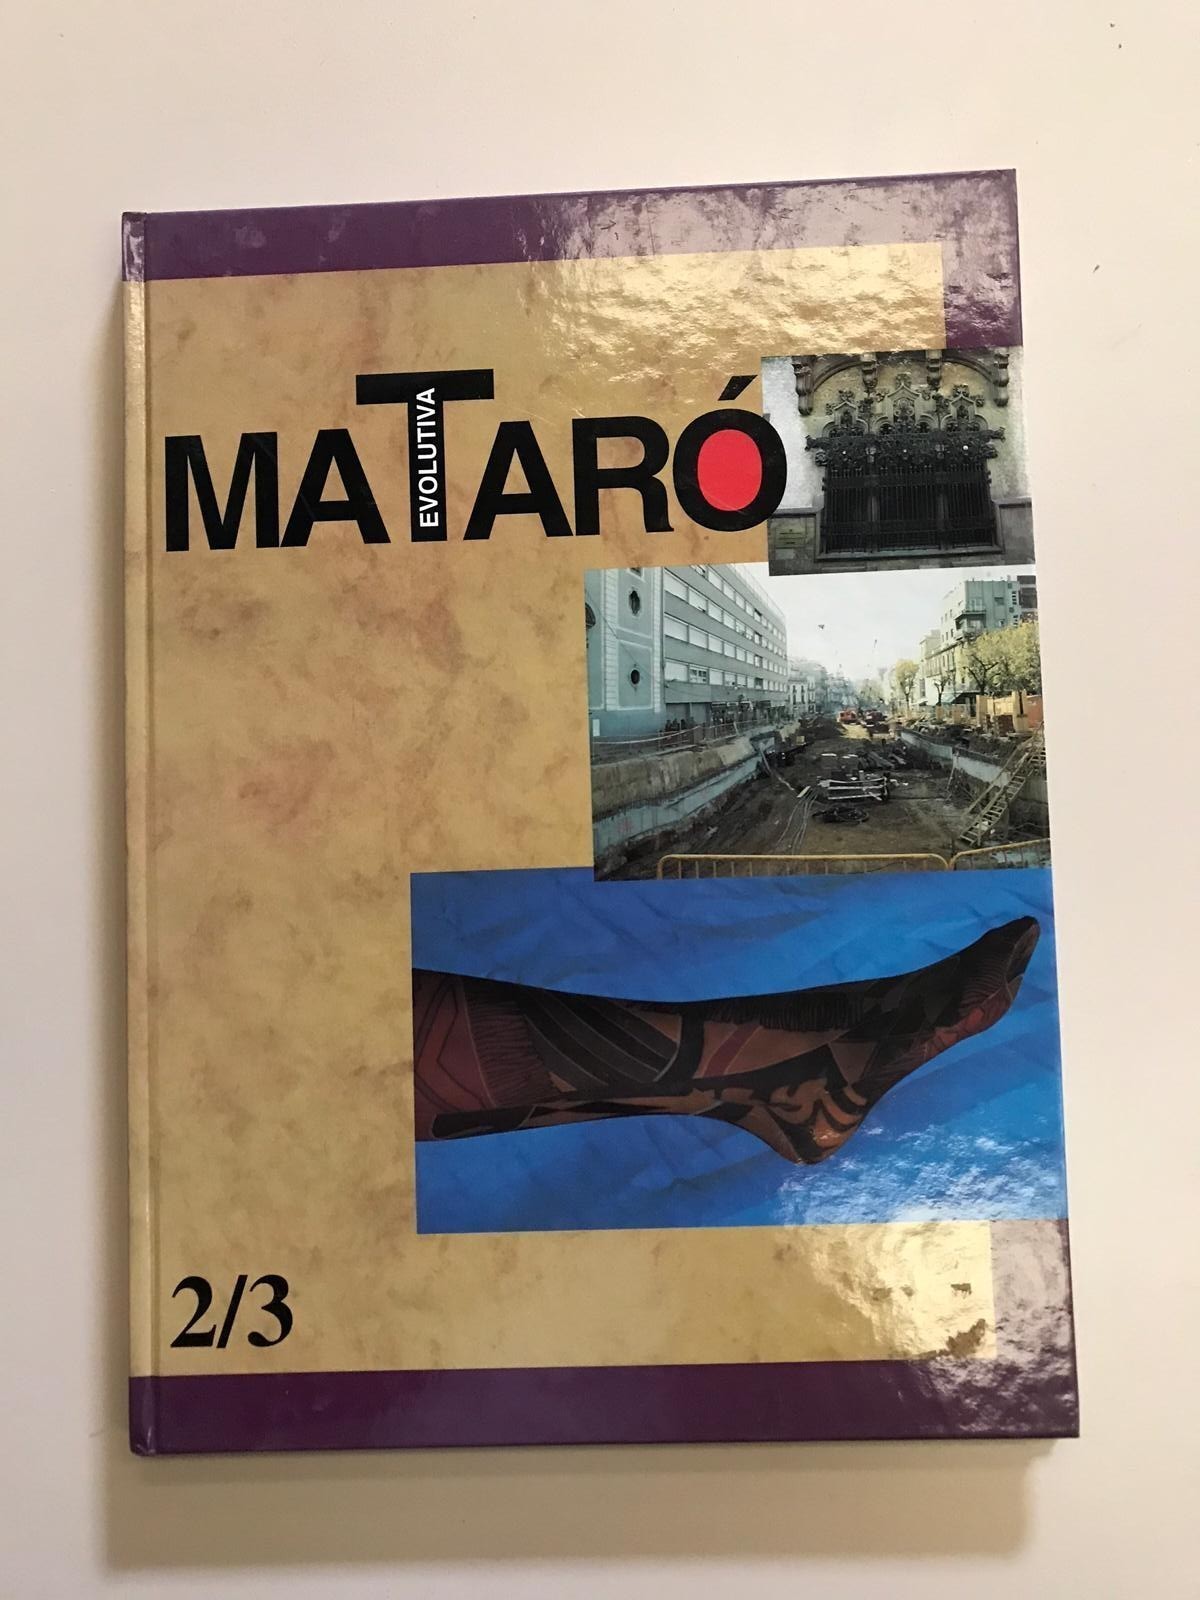 MATARÓ
EVOLUTIVA
2/3